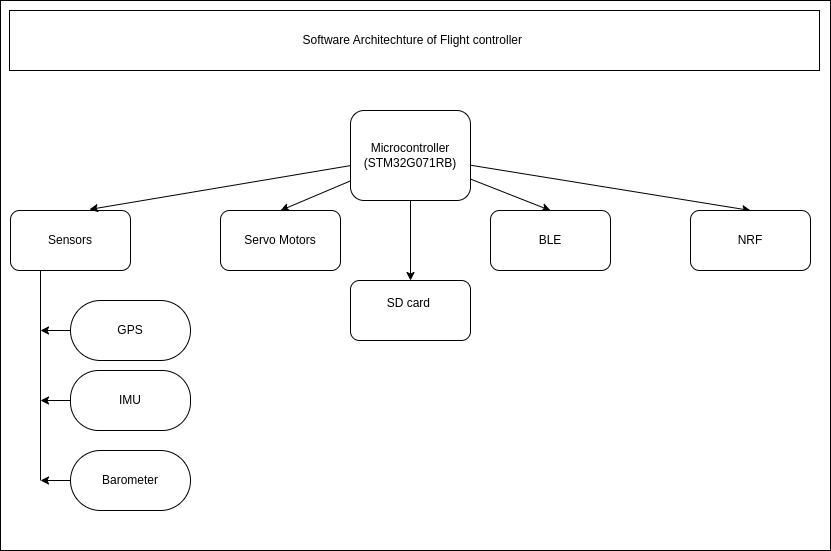 Software Architechture of Flight controller
Microcontroller
(STM32G071RB)
Sensors
Servo Motors
BLE
NRF
SD card
GPS
IMU
Barometer